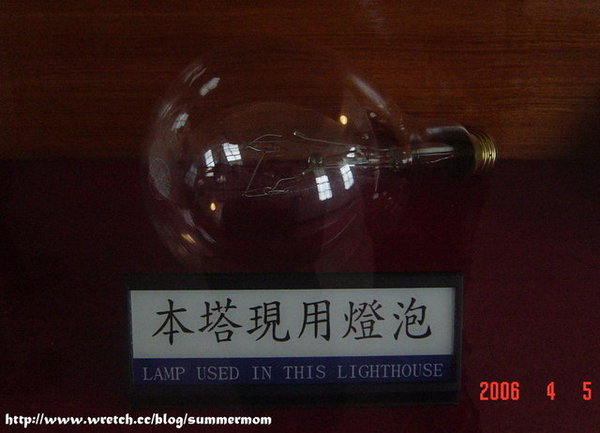 本塔現用燈泡
LAMP USED IN THIS LIGHTHOUSE
2006 4 5
http://www.wretch.cc/blog/summermom